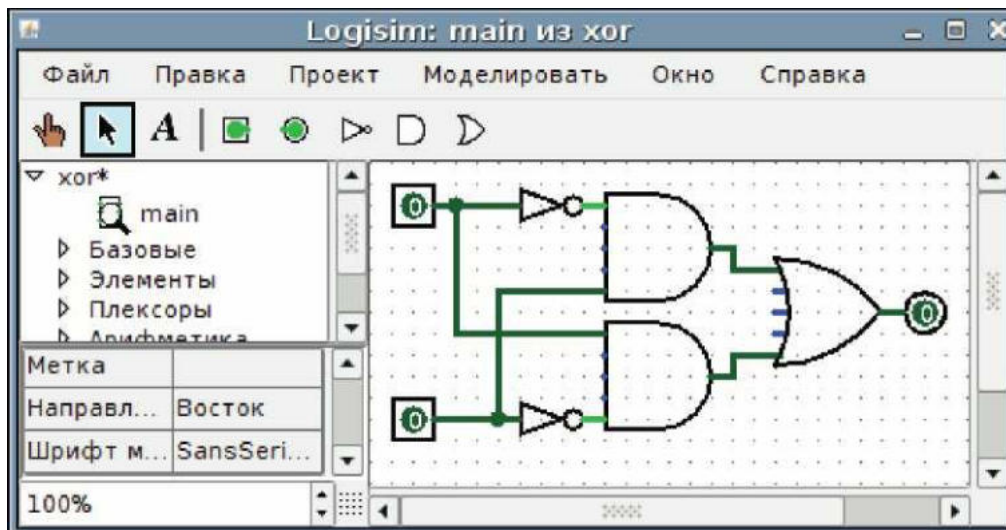 Logisim: main из xor
Файл Правка Проект Моделировать Окно Справка
A
xor*
main
Базовые
Элементы
Плексоры
Арифметика
Метка
Направл... Восток
Шрифт м... SansSeri...
100%
0
0
0